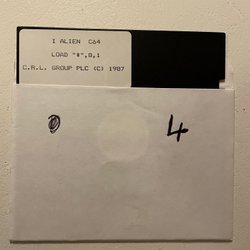 I ALIEN C64
LOAD "*",8,1
C.R.L. GROUP PLC (C) 1987
0 4